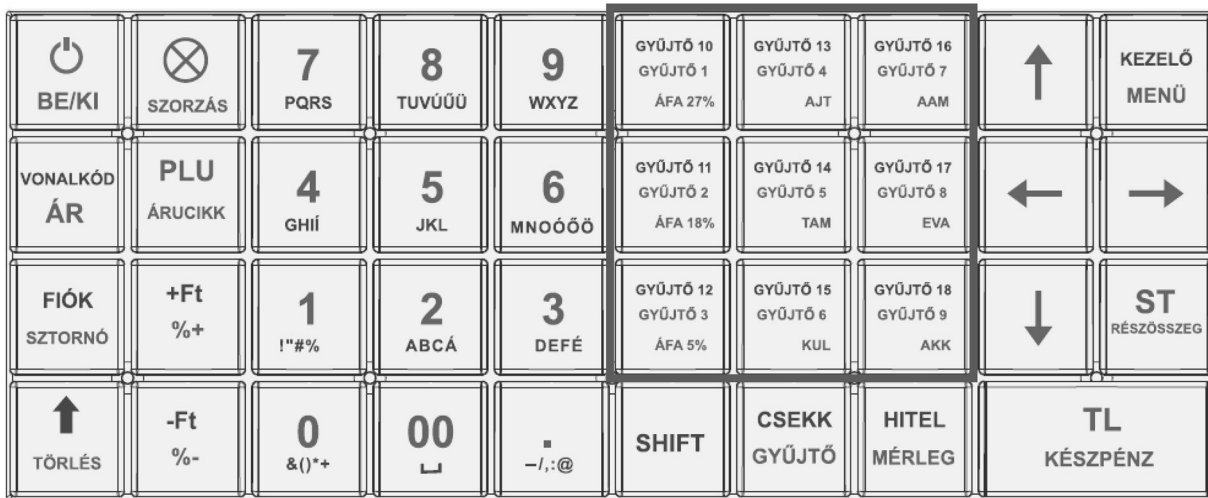 BE/KI
SZORZÁS
7
PQRS
8
TUVÚŰÜ
9
WXYZ
GYŰJTŐ 10
GYŰJTŐ 1
ÁFA 27%
GYŰJTŐ 13
GYŰJTŐ 4
AJT
GYŰJTŐ 16
GYŰJTŐ 7
AAM
KEZELŐ
MENÜ
VONALKÓD
ÁR
PLU
ÁRUCIKK
4
GHIÍ
5
JKL
6
MNOÓŐÖ
GYŰJTŐ 11
GYŰJTŐ 2
ÁFA 18%
GYŰJTŐ 14
GYŰJTŐ 5
TAM
GYŰJTŐ 17
GYŰJTŐ 8
EVA
FIÓK
SZTORNÓ
+Ft
%+
1
!"#%
2
ABCÁ
3
DEFÉ
GYŰJTŐ 12
GYŰJTŐ 3
ÁFA 5%
GYŰJTŐ 15
GYŰJTŐ 6
KUL
GYŰJTŐ 18
GYŰJTŐ 9
AKK
ST
RÉSZÖSSZEG
TÖRLÉS
-Ft
%-
0
&()*+
00
.
–/,:@
SHIFT
CSEKK
GYŰJTŐ
HITEL
MÉRLEG
TL
KÉSZPÉNZ